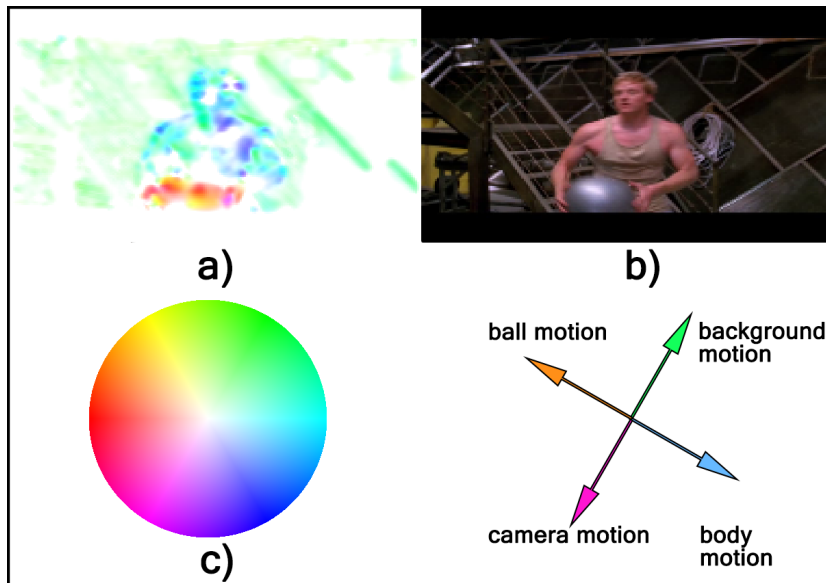 a)
b)
ball motion
background
motion
camera motion
body
motion
c)